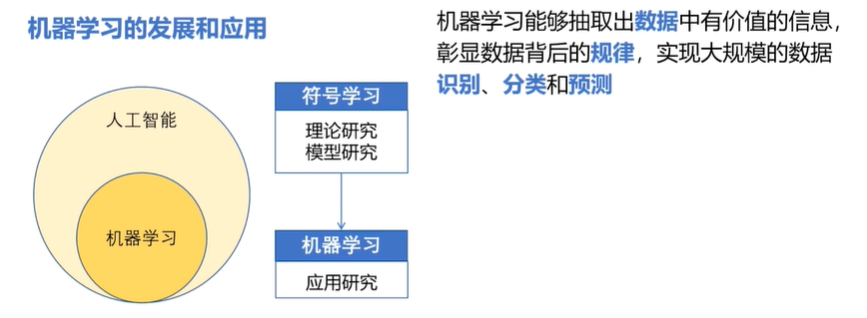 机器学习的发展和应用
人工智能
机器学习
符号学习
理论研究
模型研究
机器学习
应用研究
机器学习能够抽取出数据中有价值的信息，
彰显数据背后的规律，实现大规模的数据
识别、分类和预测